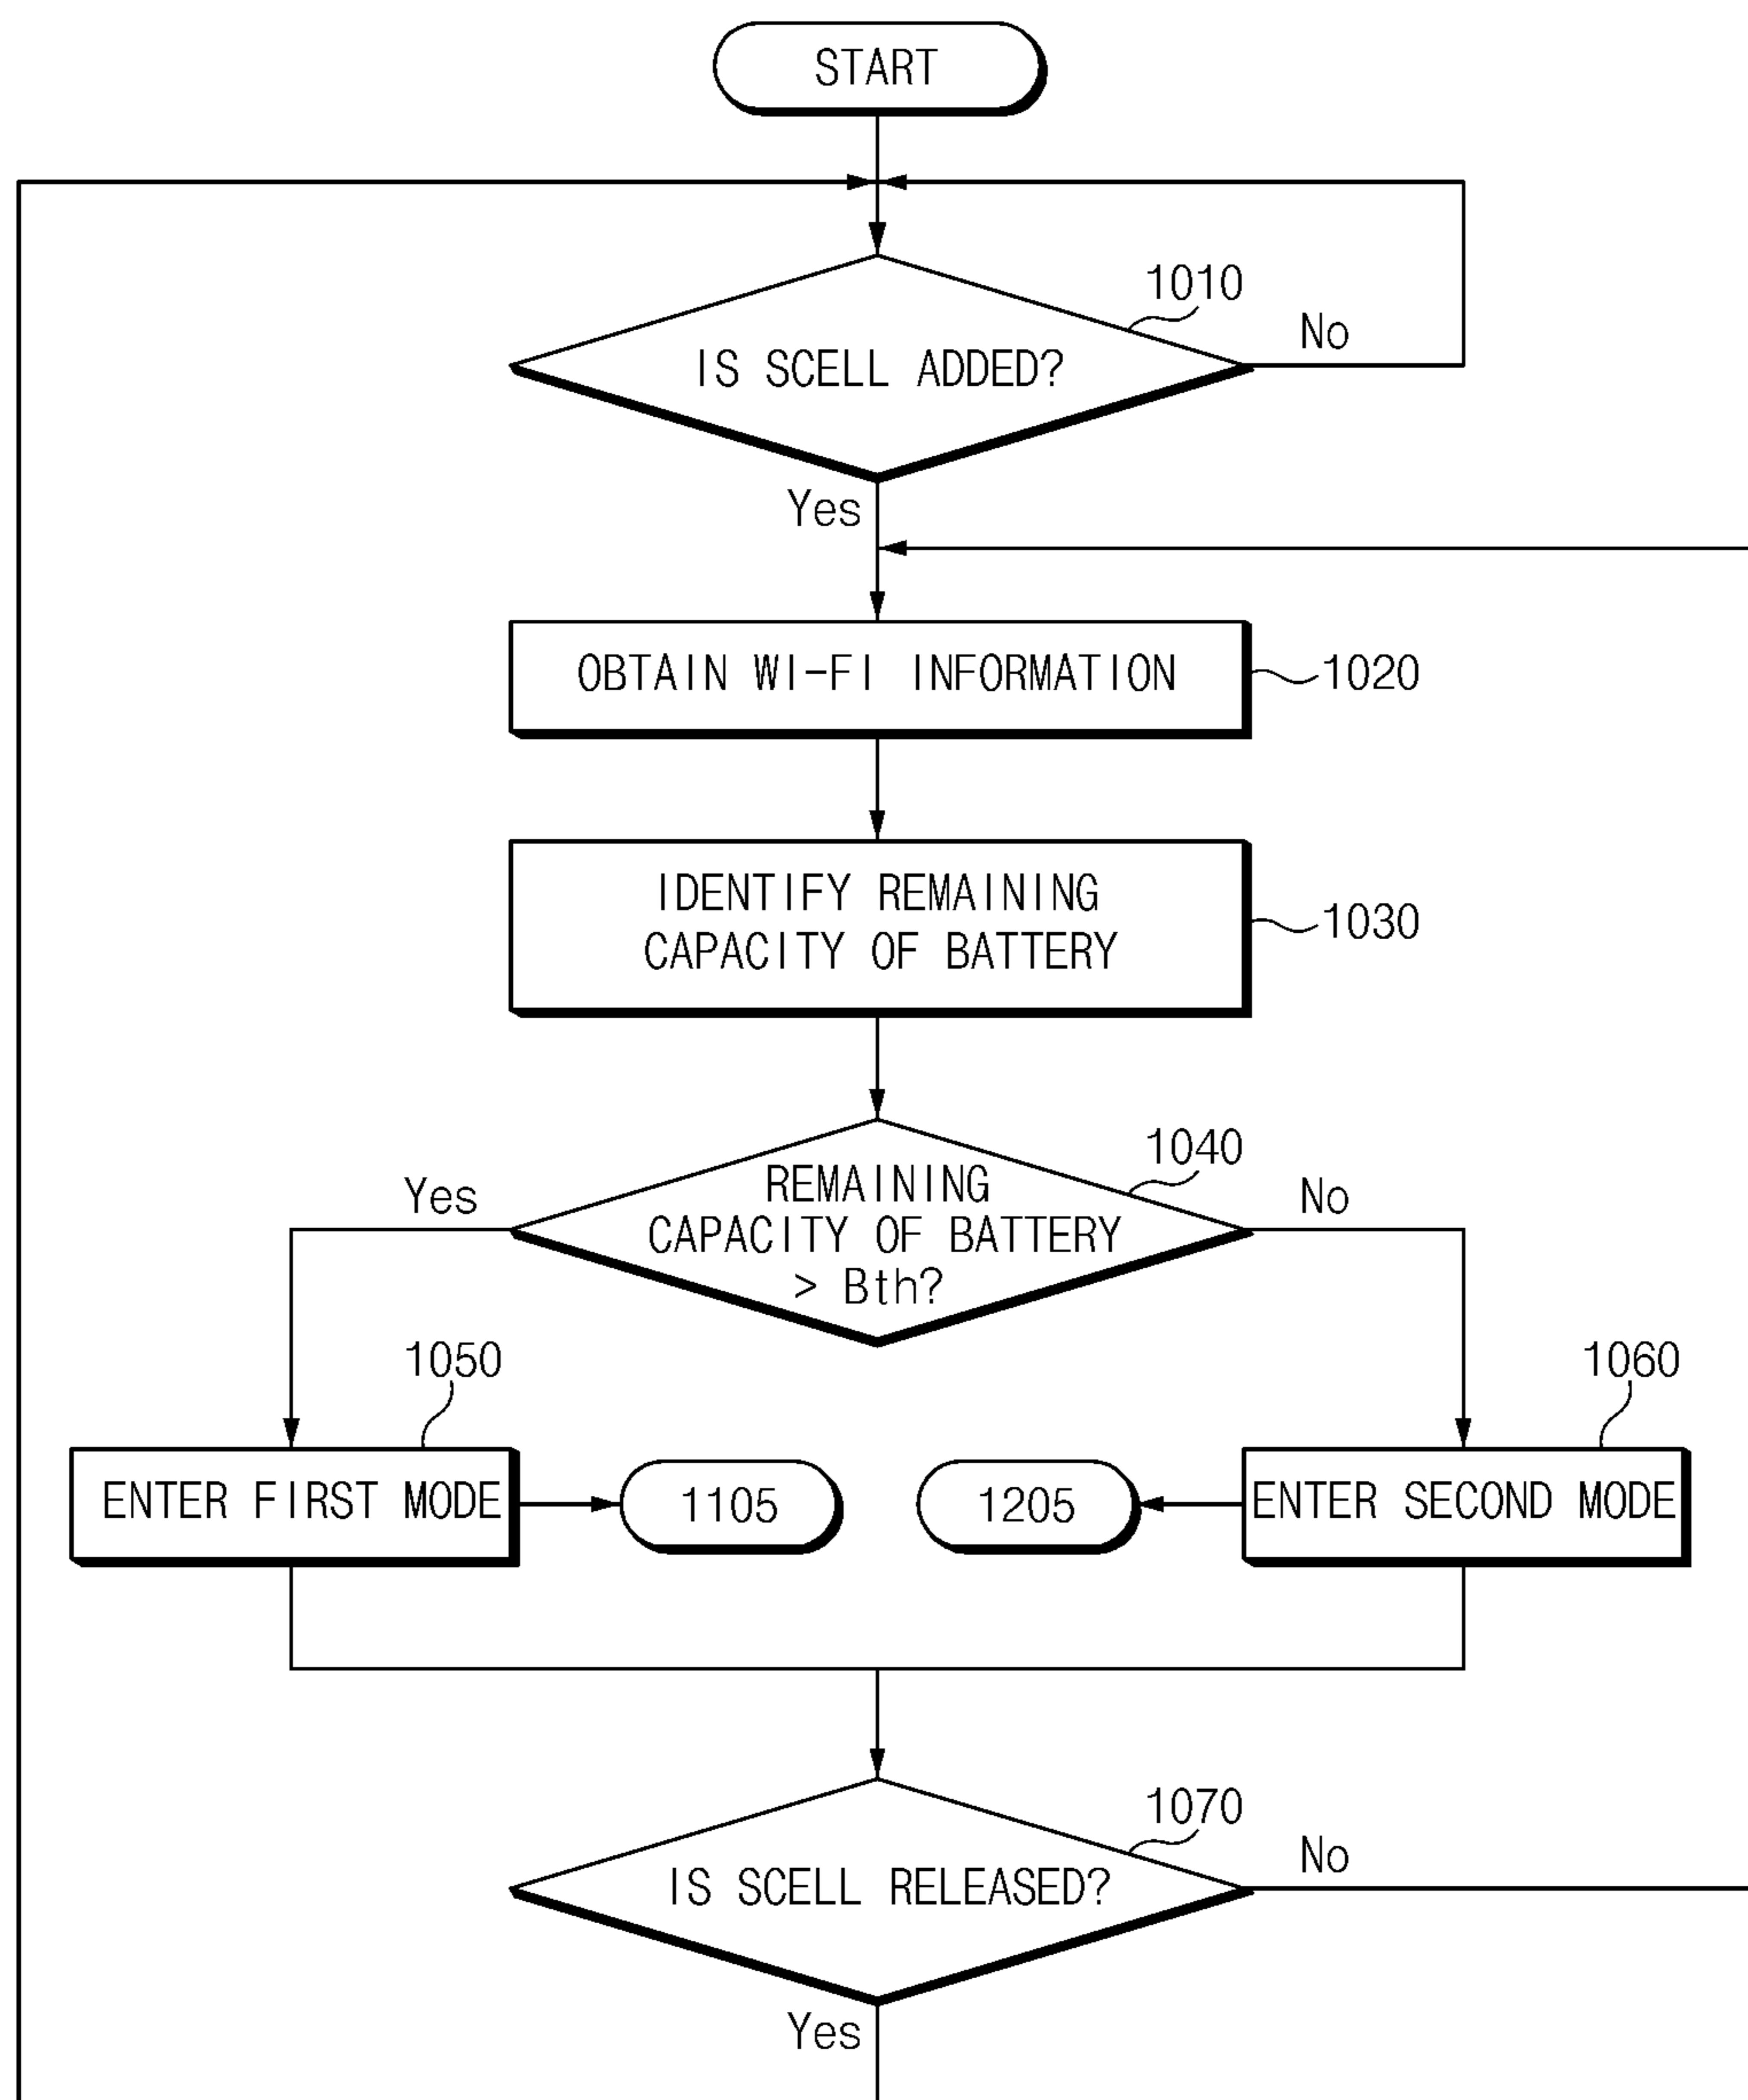 START
1010
IS SCELL ADDED?
No
Yes
OBTAIN WI-FI INFORMATION
1020
IDENTIFY REMAINING
CAPACITY OF BATTERY
1030
1040
Yes
REMAINING
CAPACITY OF BATTERY
> Bth?
No
1050
1060
ENTER FIRST MODE
1105
1205
ENTER SECOND MODE
1070
IS SCELL RELEASED?
No
Yes